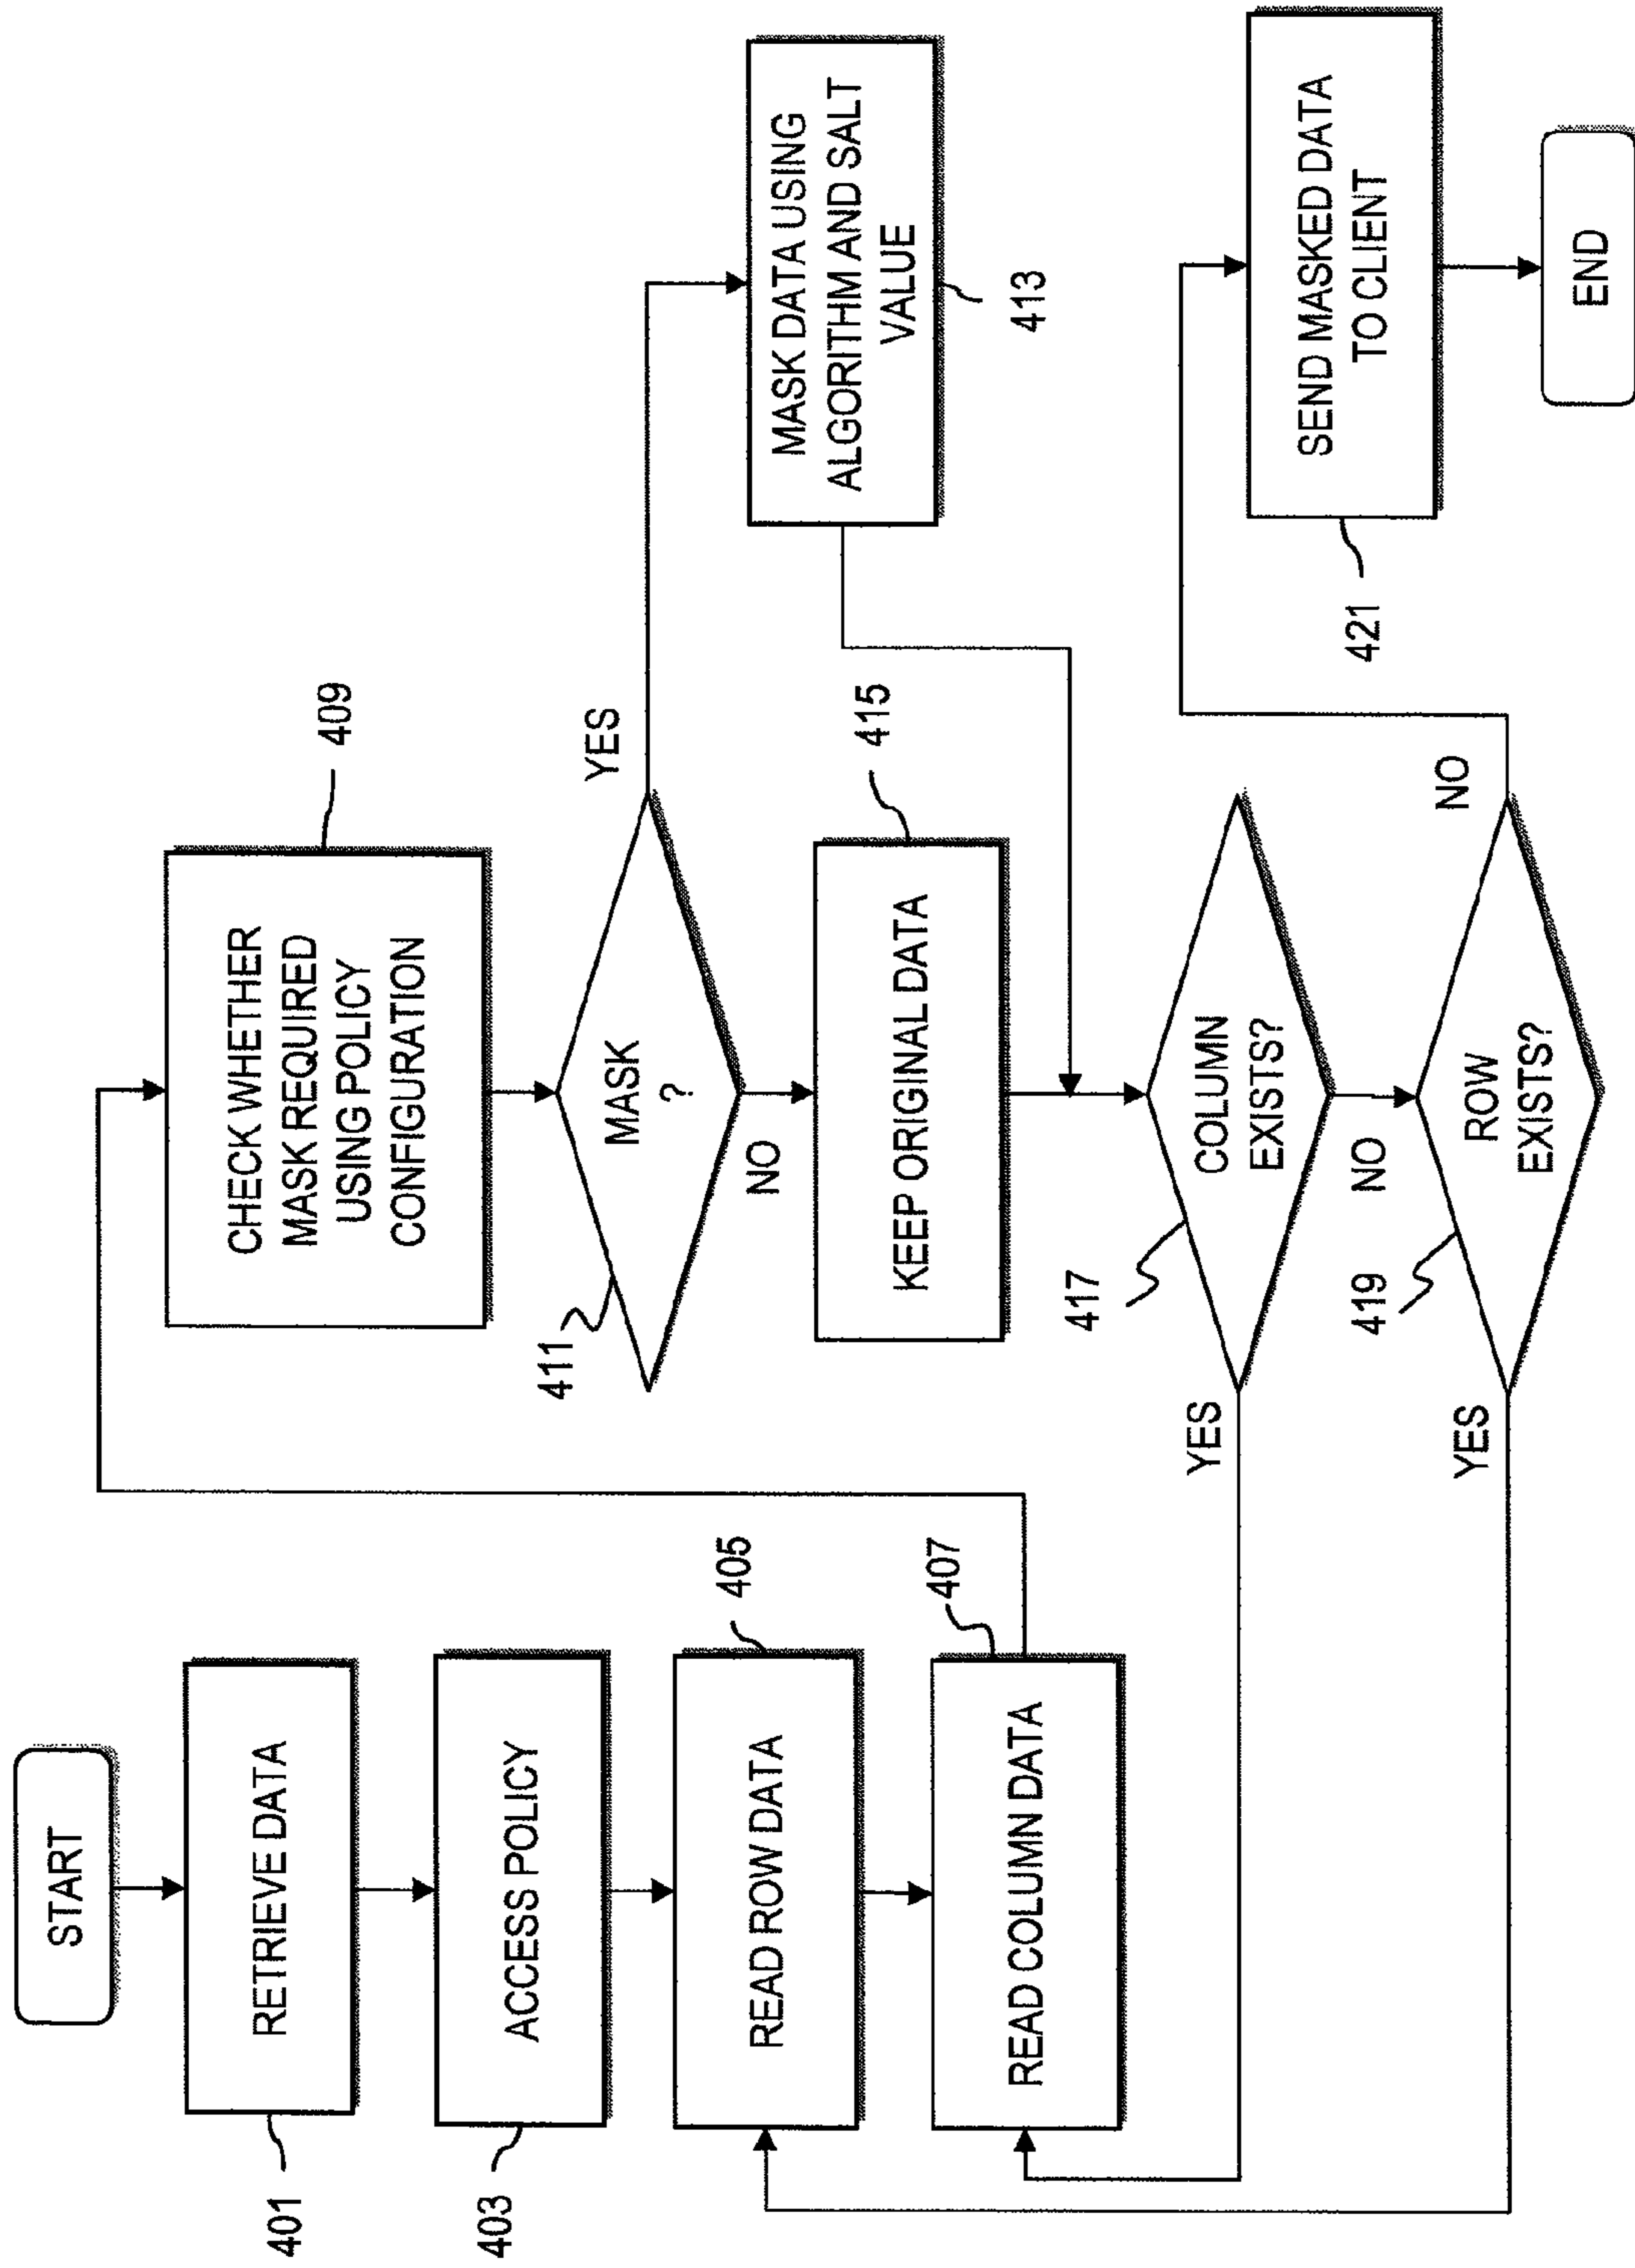 START
RETRIEVE DATA
401
ACCESS POLICY
403
READ ROW DATA
405
READ COLUMN DATA
407
CHECK WHETHER
MASK REQUIRED
USING POLICY
CONFIGURATION
409
MASK
?
411
YES
NO
MASK DATA USING
ALGORITHM AND SALT
VALUE
413
KEEP ORIGINAL DATA
415
COLUMN
EXISTS?
417
YES
NO
ROW
EXISTS?
419
YES
NO
SEND MASKED DATA
TO CLIENT
421
END